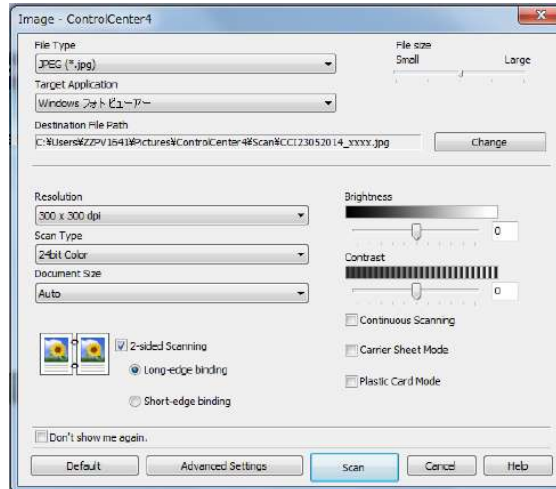 Image - ControlCenter4
File Type
JPEG (*.jpg)
File size
Small Large
Target Application
Windows フォト ビューアー
Destination File Path
C:¥Users¥ZZPV1641¥Pictures¥ControlCenter4¥Scan¥CCI23052014_xxxx.jpg
Change
Resolution
300 x 300 dpi
Scan Type
24bit Color
Document Size
Auto
Brightness
0
Contrast
0
2-sided Scanning
Long-edge binding
Short-edge binding
Continuous Scanning
Carrier Sheet Mode
Plastic Card Mode
Don't show me again.
Default Advanced Settings Scan Cancel Help